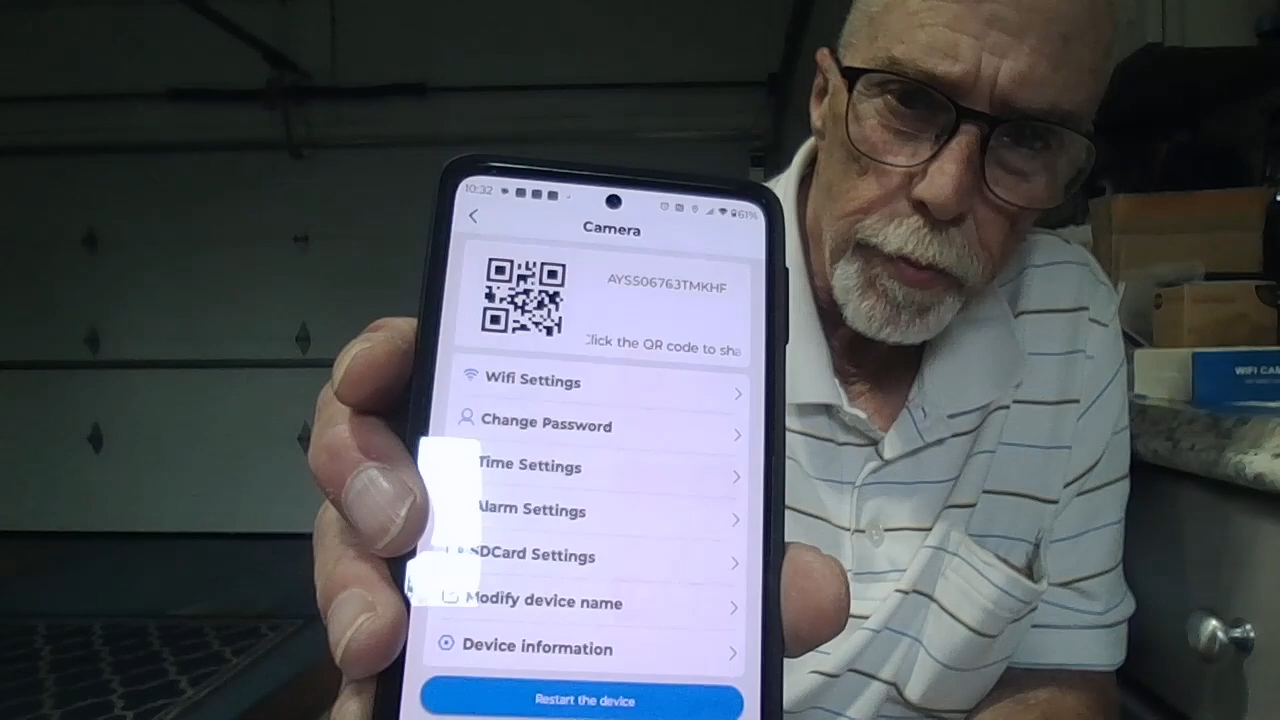 10:32
61%
Camera
AYS506763TMKHF
Click the QR code to sha
Wifi Settings
Change Password
Time Settings
Alarm Settings
SDCard Settings
Modify device name
Device information
Restart the device
WIFI CA